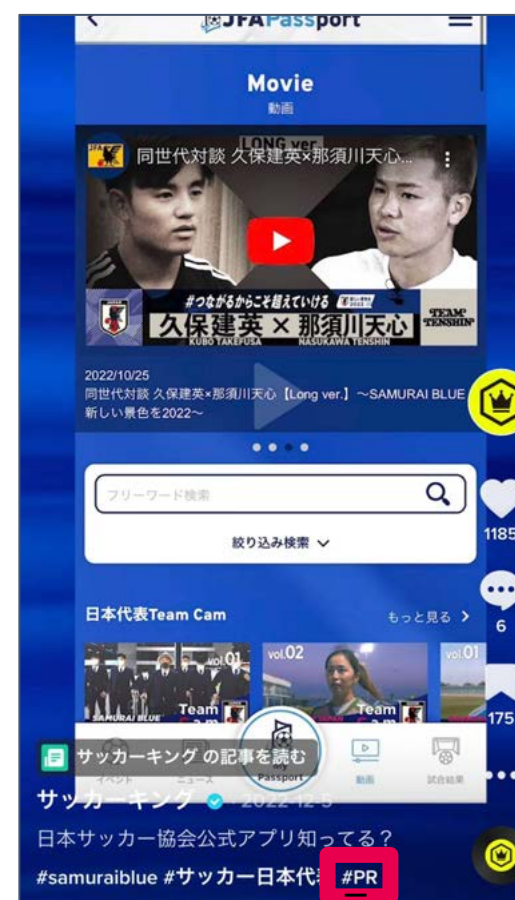 JFAPassport
Movie
動画
LONG ver.
同世代対談 久保建英×那須川天心...
#つながるからこそ超えていける
久保建英 × 那須川天心
KUBO TAKEFUSA NASUKAWA TENSHIN
TEAM TENSHIN
2022/10/25
同世代対談 久保建英×那須川天心【Long ver.】〜SAMURAI BLUE
新しい景色を2022〜
フリーワード検索
絞り込み検索
1185
6
日本代表Team Cam
もっと見る
vol.01
vol.02
vol.01
175
SAMURAI BLUE
Team Cam
JAPAN
Team Cam
サッカーキング の記事を読む
イベント
ニュース
My Passport
動画
試合結果
サッカーキング · 2022-12-5
日本サッカー協会公式アプリ知ってる？
#samuraiblue #サッカー日本代 #PR